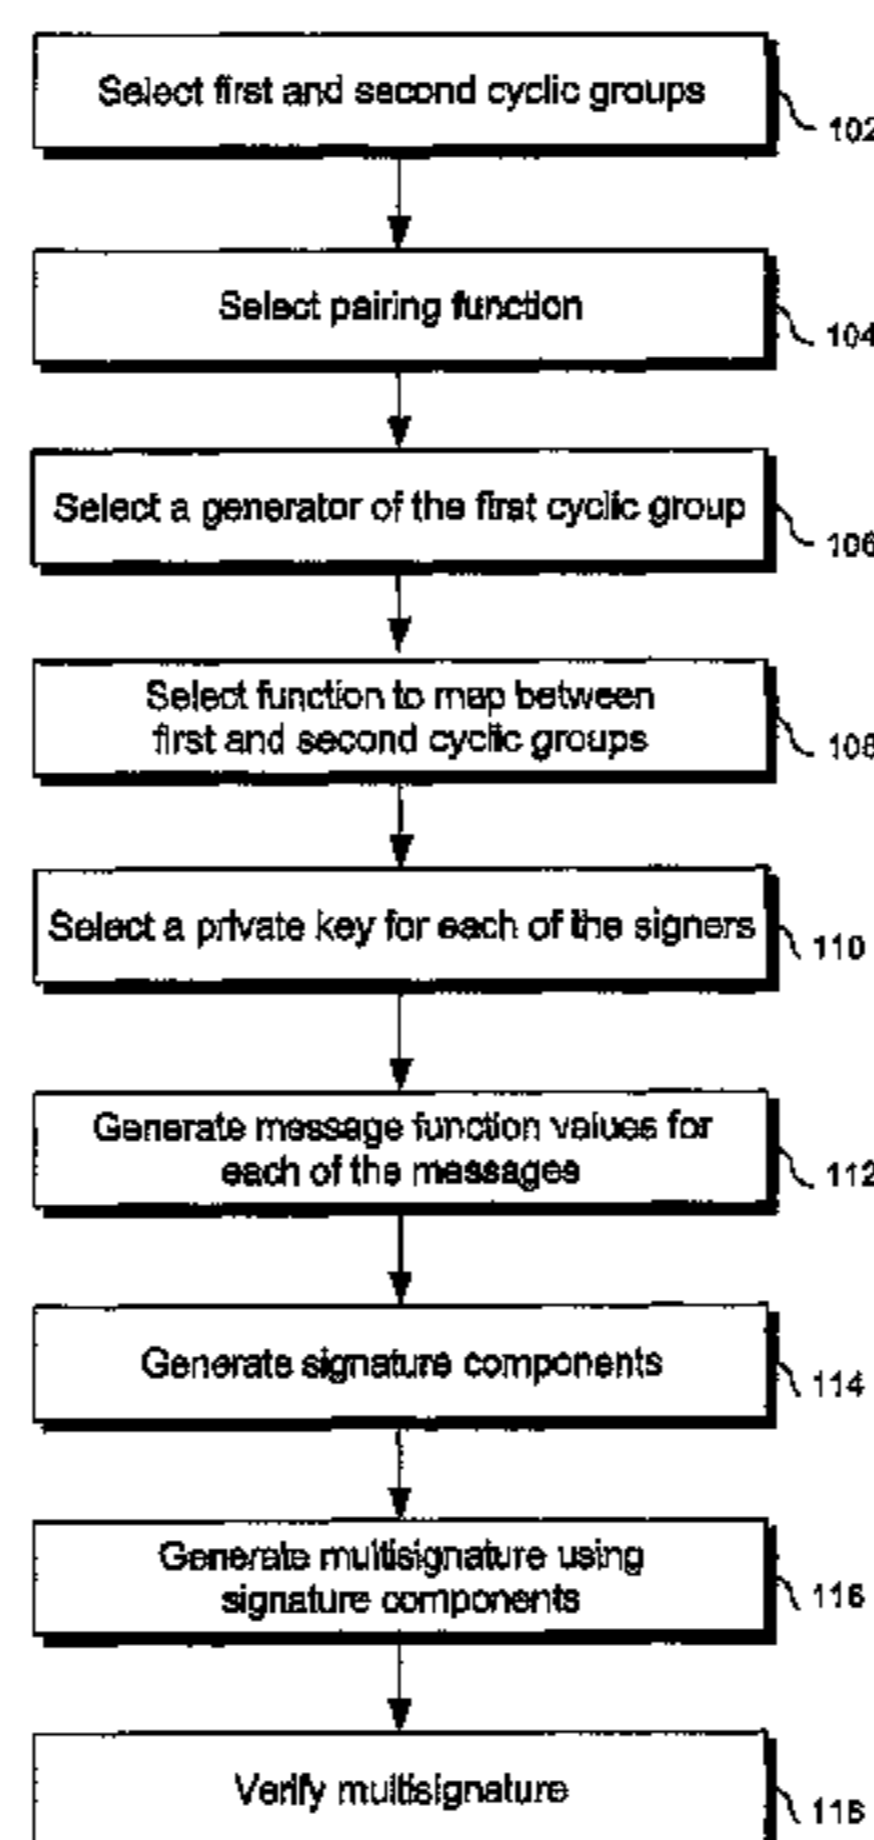 Select first and second cyclic groups
102
Select pairing function
104
Select a generator of the first cyclic group
106
Select function to map between
first and second cyclic groups
108
Select a private key for each of the signers
110
Generate message function values for
each of the messages
112
Generate signature components
114
Generate multisignature using
signature components
116
Verify multisignature
118